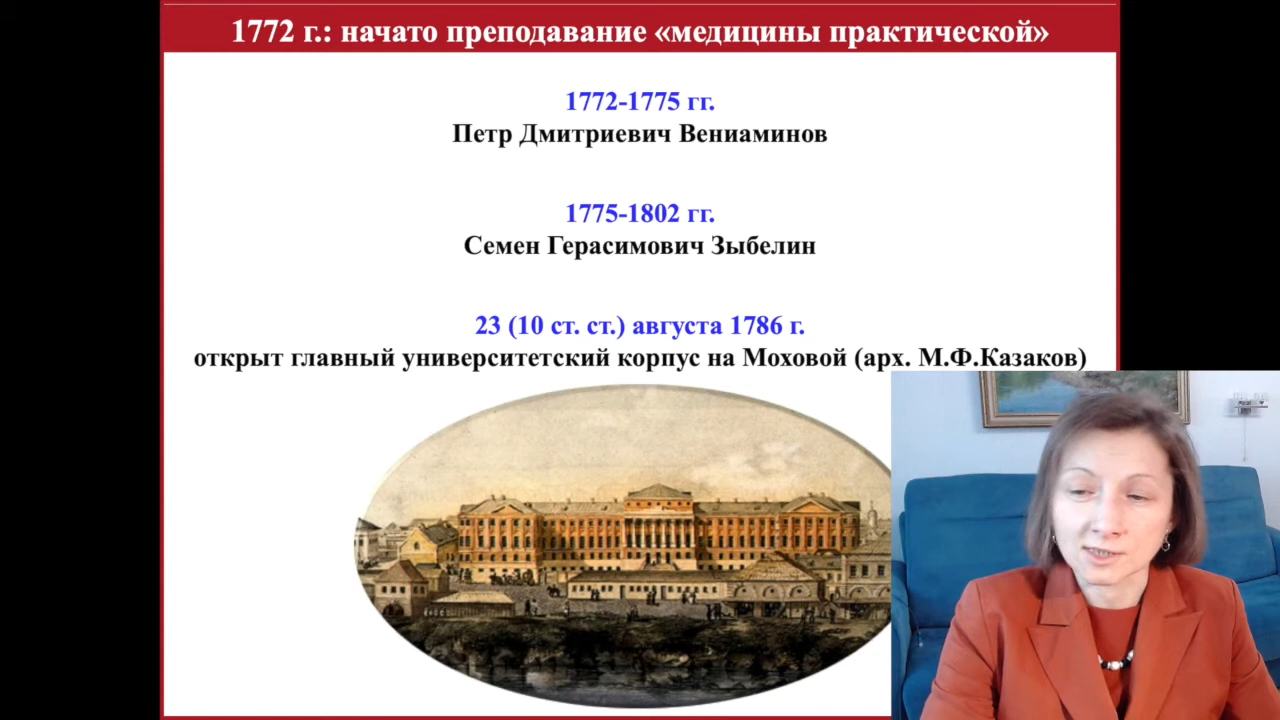 1772 г.: начато преподавание «медицины практической»
1772-1775 гг.
Петр Дмитриевич Вениаминов
1775-1802 гг.
Семен Герасимович Зыбелин
23 (10 ст. ст.) августа 1786 г.
открыт главный университетский корпус на Моховой (арх. М.Ф.Казаков)